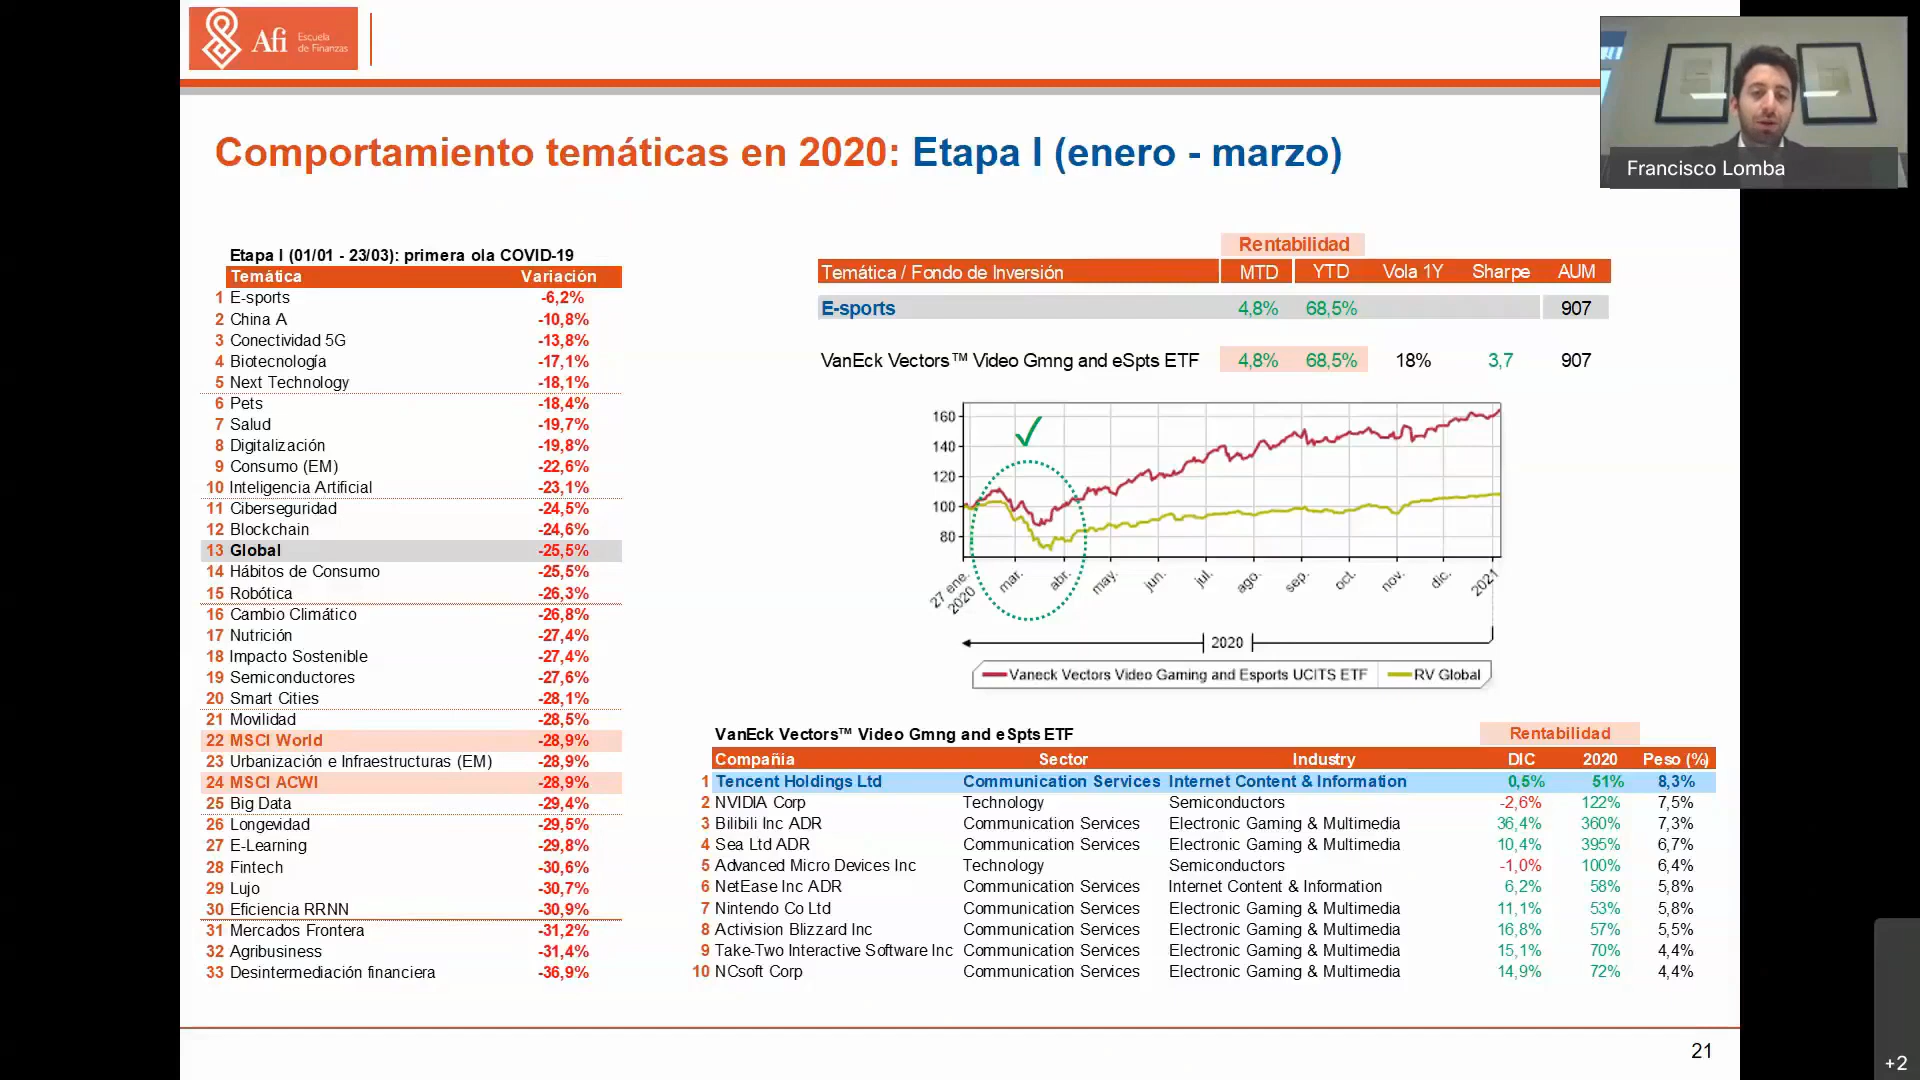 Afi Escuela de Finanzas
Francisco Lomba
Comportamiento temáticas en 2020: Etapa I (enero - marzo)
Etapa I (01/01 - 23/03): primera ola COVID-19
Temática Variación
1 E-sports -6,2%
2 China A -10,8%
3 Conectividad 5G -13,8%
4 Biotecnología -17,1%
5 Next Technology -18,1%
6 Pets -18,4%
7 Salud -19,7%
8 Digitalización -19,8%
9 Consumo (EM) -22,6%
10 Inteligencia Artificial -23,1%
11 Ciberseguridad -24,5%
12 Blockchain -24,6%
13 Global -25,5%
14 Hábitos de Consumo -25,5%
15 Robótica -26,3%
16 Cambio Climático -26,8%
17 Nutrición -27,4%
18 Impacto Sostenible -27,4%
19 Semiconductores -27,6%
20 Smart Cities -28,1%
21 Movilidad -28,5%
22 MSCI World -28,9%
23 Urbanización e Infraestructuras (EM) -28,9%
24 MSCI ACWI -28,9%
25 Big Data -29,4%
26 Longevidad -29,5%
27 E-Learning -29,8%
28 Fintech -30,6%
29 Lujo -30,7%
30 Eficiencia RRNN -30,9%
31 Mercados Frontera -31,2%
32 Agribusiness -31,4%
33 Desintermediación financiera -36,9%
Rentabilidad
Temática / Fondo de Inversión MTD YTD Vola 1Y Sharpe AUM
E-sports 4,8% 68,5% 907
VanEck Vectors™ Video Gmng and eSpts ETF 4,8% 68,5% 18% 3,7 907
160
140
120
100
80
27 ene. 2020 mar. abr. may. jun. jul. ago. sep. oct. nov. dic. 2021
2020
Vaneck Vectors Video Gaming and Esports UCITS ETF RV Global
VanEck Vectors™ Video Gmng and eSpts ETF Rentabilidad
Compañia Sector Industry DIC 2020 Peso (%)
1 Tencent Holdings Ltd Communication Services Internet Content & Information 0,5% 51% 8,3%
2 NVIDIA Corp Technology Semiconductors -2,6% 122% 7,5%
3 Bilibili Inc ADR Communication Services Electronic Gaming & Multimedia 36,4% 360% 7,3%
4 Sea Ltd ADR Communication Services Electronic Gaming & Multimedia 10,4% 395% 6,7%
5 Advanced Micro Devices Inc Technology Semiconductors -1,0% 100% 6,4%
6 NetEase Inc ADR Communication Services Internet Content & Information 6,2% 58% 5,8%
7 Nintendo Co Ltd Communication Services Electronic Gaming & Multimedia 11,1% 53% 5,8%
8 Activision Blizzard Inc Communication Services Electronic Gaming & Multimedia 16,8% 57% 5,5%
9 Take-Two Interactive Software Inc Communication Services Electronic Gaming & Multimedia 15,1% 70% 4,4%
10 NCsoft Corp Communication Services Electronic Gaming & Multimedia 14,9% 72% 4,4%
21
+2